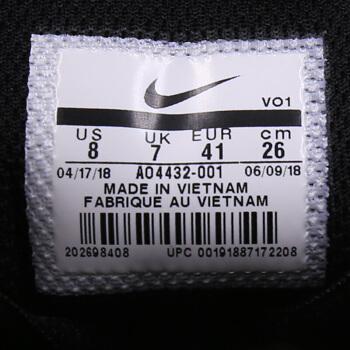 VO1
US UK EUR cm
8 7 41 26
04/17/18 AO4432-001 06/09/18
MADE IN VIETNAM
FABRIQUE AU VIETNAM
202698408 UPC 00191887172208